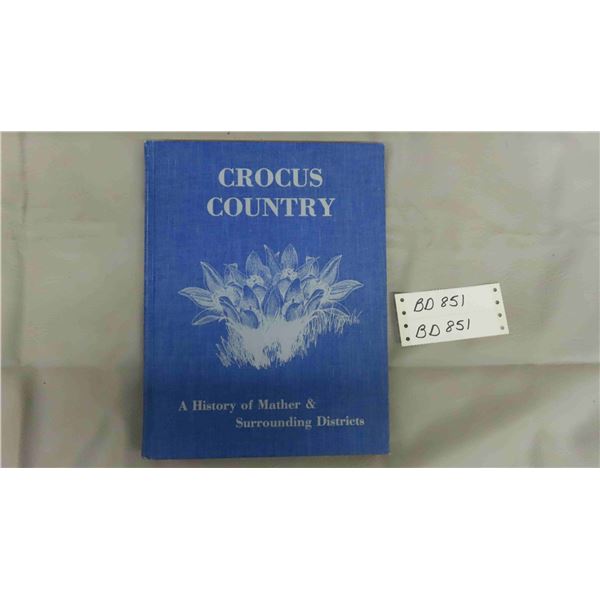 CROCUS
COUNTRY
A History of Mather &
Surrounding Districts
BD 851
BD 851